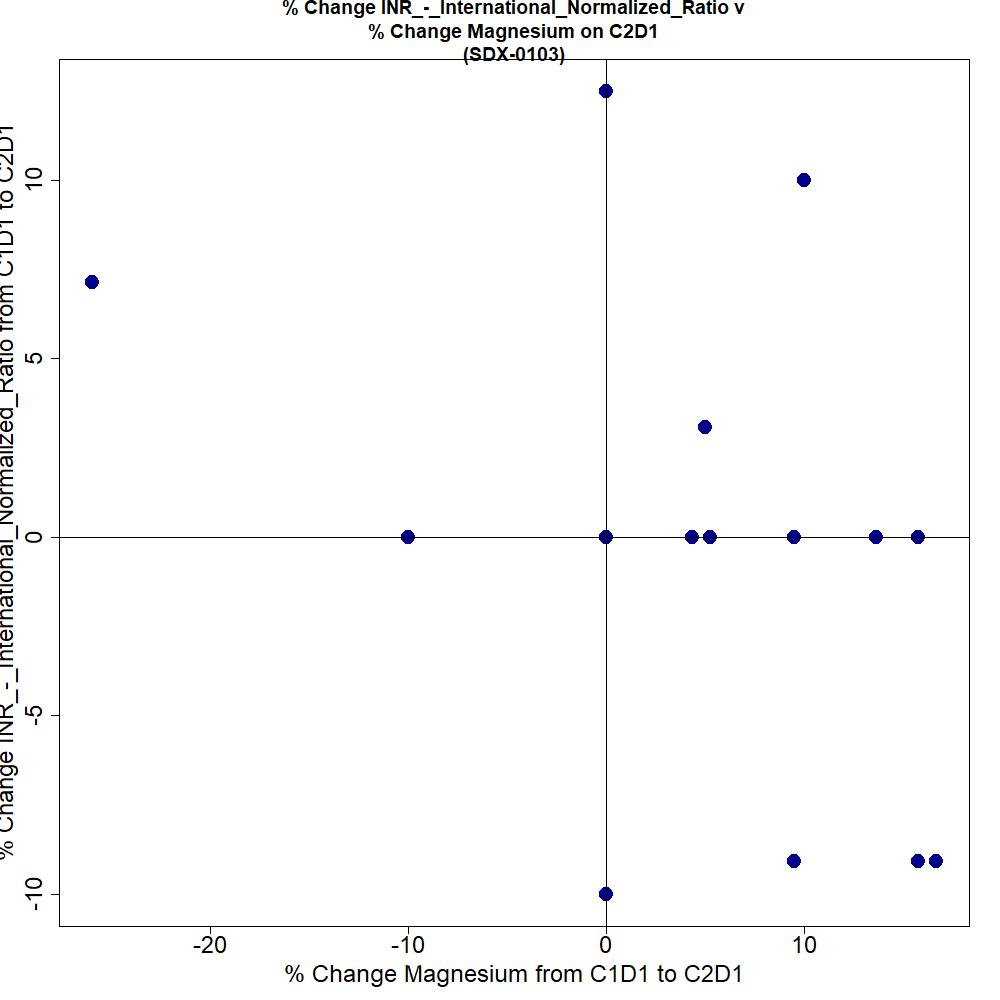 % Change INR_-_International_Normalized_Ratio v
% Change Magnesium on C2D1
(SDX-0103)
% Change INR_-_International_Normalized_Ratio from C1D1 to C2D1
10
5
0
-5
-10
-20
-10
0
10
% Change Magnesium from C1D1 to C2D1